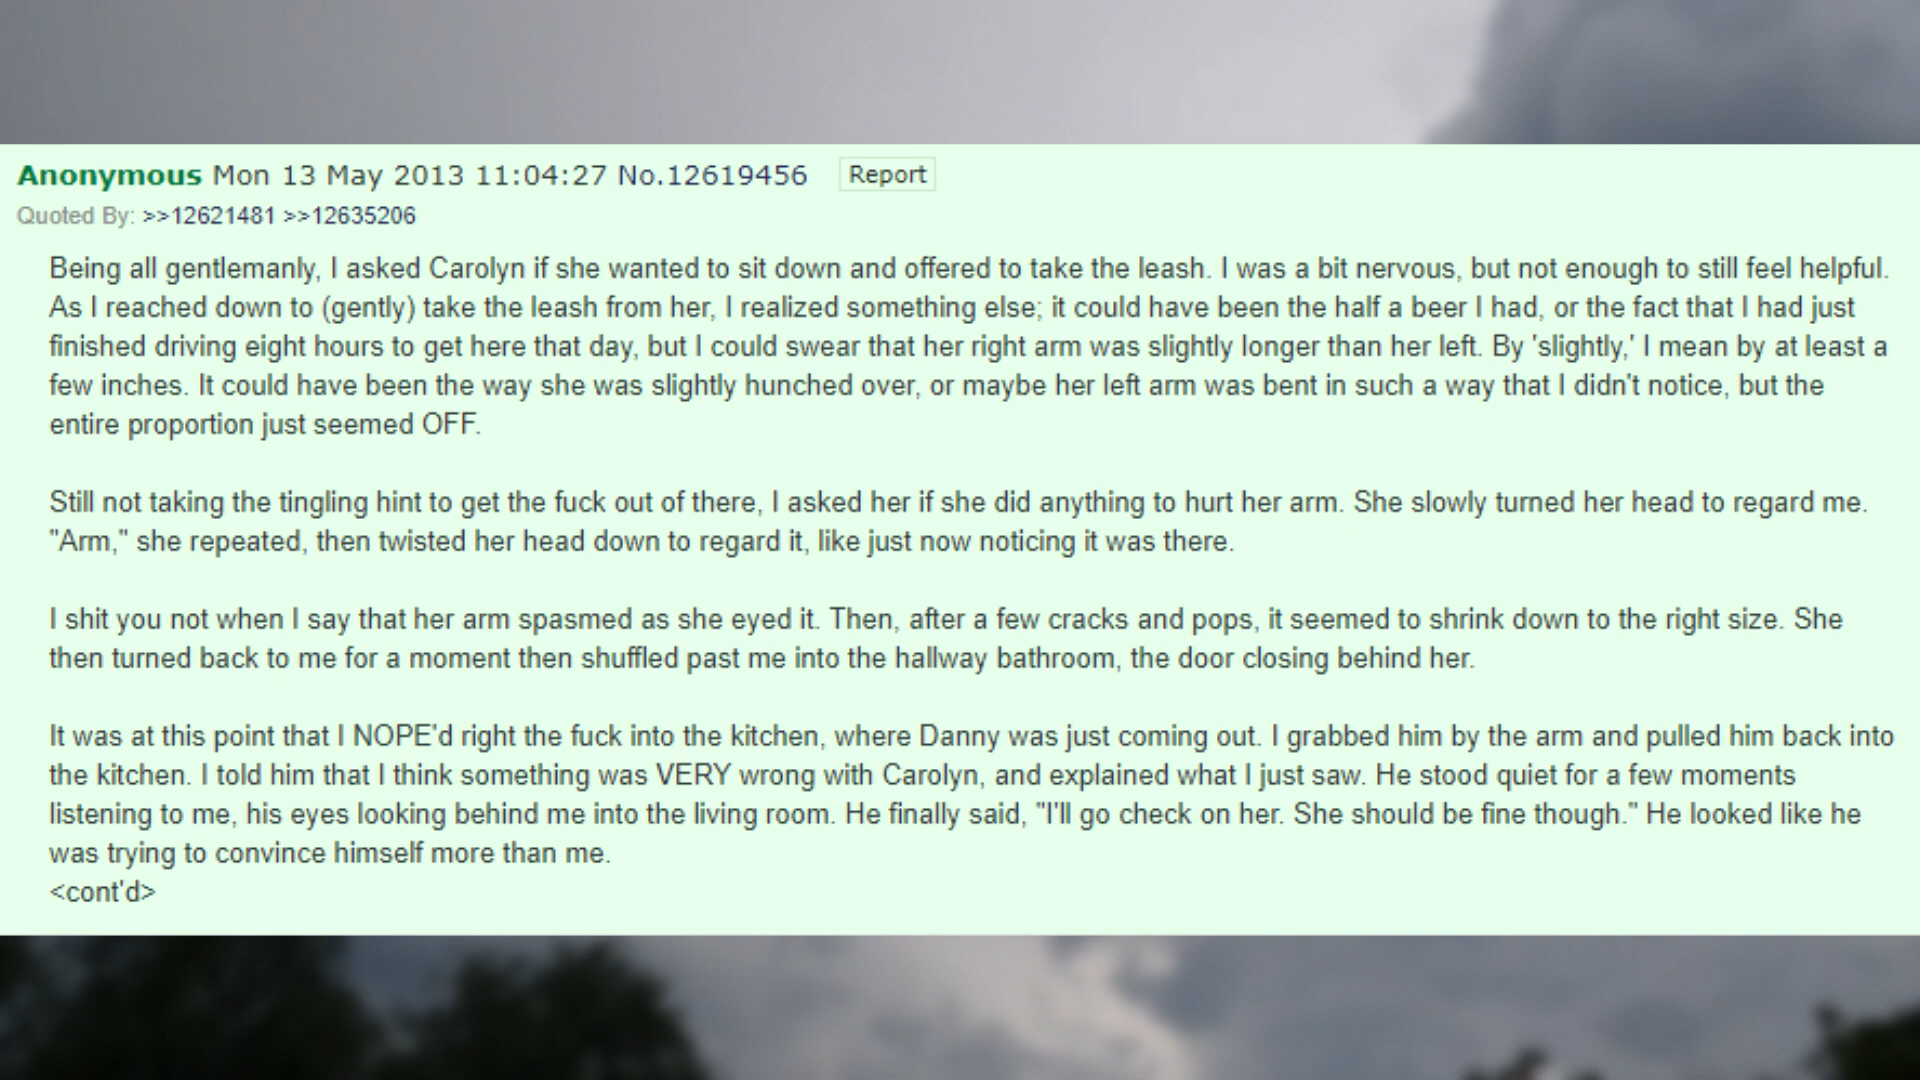 Anonymous Mon 13 May 2013 11:04:27 No.12619456 Report
Quoted By: >>12621481 >>12635206
Being all gentlemanly, I asked Carolyn if she wanted to sit down and offered to take the leash. I was a bit nervous, but not enough to still feel helpful.
As I reached down to (gently) take the leash from her, I realized something else; it could have been the half a beer I had, or the fact that I had just
finished driving eight hours to get here that day, but I could swear that her right arm was slightly longer than her left. By 'slightly,' I mean by at least a
few inches. It could have been the way she was slightly hunched over, or maybe her left arm was bent in such a way that I didn't notice, but the
entire proportion just seemed OFF.
Still not taking the tingling hint to get the fuck out of there, I asked her if she did anything to hurt her arm. She slowly turned her head to regard me.
"Arm," she repeated, then twisted her head down to regard it, like just now noticing it was there.
I shit you not when I say that her arm spasmed as she eyed it. Then, after a few cracks and pops, it seemed to shrink down to the right size. She
then turned back to me for a moment then shuffled past me into the hallway bathroom, the door closing behind her.
It was at this point that I NOPE'd right the fuck into the kitchen, where Danny was just coming out. I grabbed him by the arm and pulled him back into
the kitchen. I told him that I think something was VERY wrong with Carolyn, and explained what I just saw. He stood quiet for a few moments
listening to me, his eyes looking behind me into the living room. He finally said, "I'll go check on her. She should be fine though." He looked like he
was trying to convince himself more than me.
<cont'd>